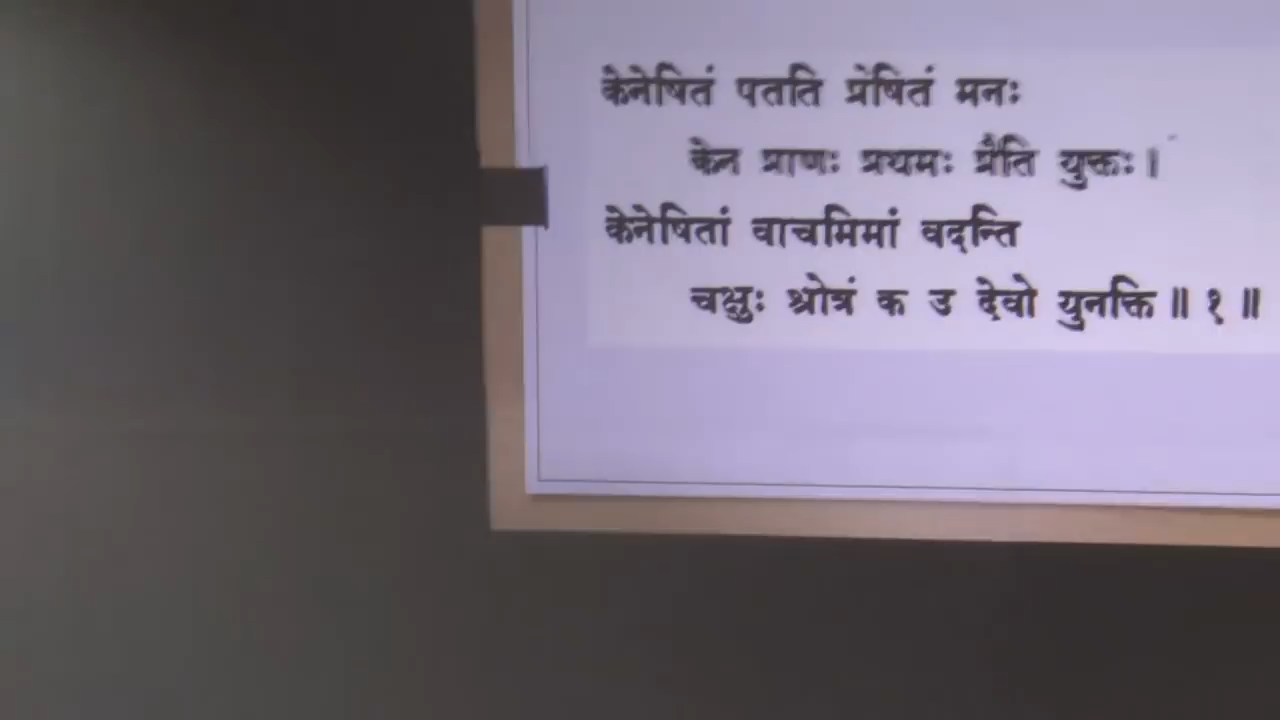 केनेषितं पतति प्रेषितं मनः
केन प्राणः प्रथमः प्रैति युक्तः ।
केनेषितां वाचमिमां वदन्ति
चक्षुः श्रोत्रं क उ देवो युनक्ति ॥ १ ॥